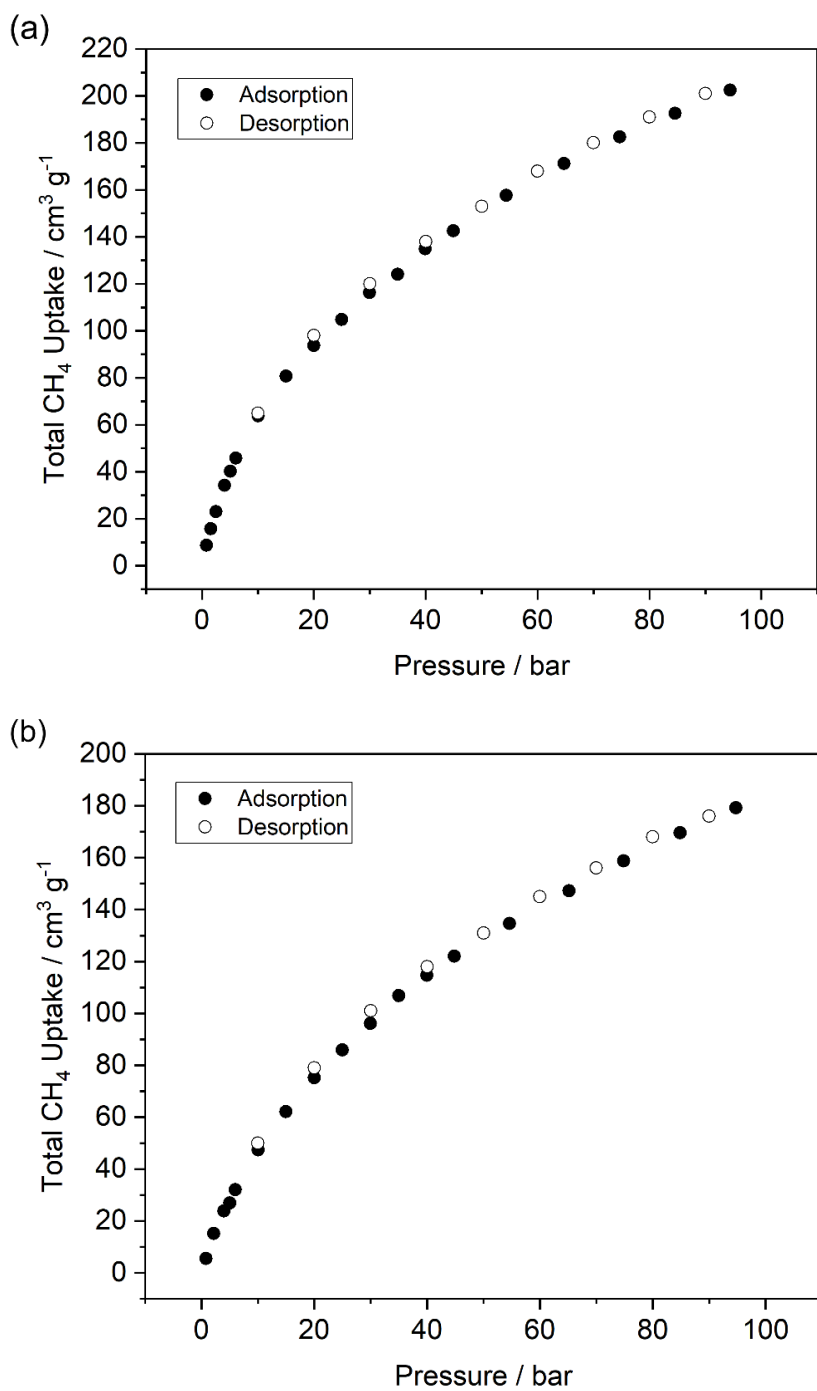 (a)
220
200
180
160
140
120
100
80
60
40
20
0
Total CH₄ Uptake / cm³ g⁻¹
Adsorption
Desorption
0 20 40 60 80 100
Pressure / bar
(b)
200
180
160
140
120
100
80
60
40
20
0
Total CH₄ Uptake / cm³ g⁻¹
Adsorption
Desorption
0 20 40 60 80 100
Pressure / bar